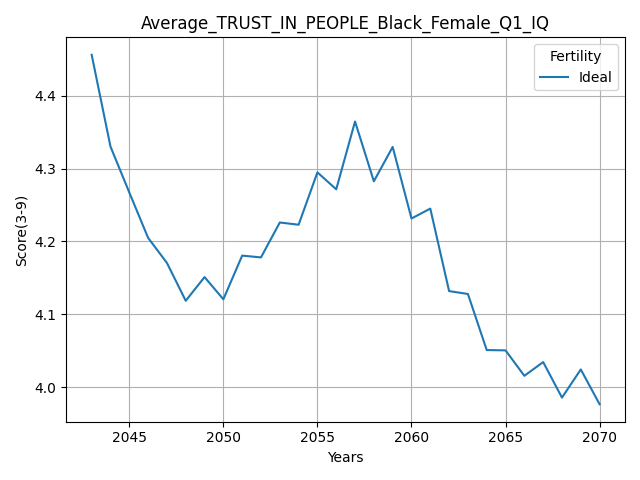 Average_TRUST_IN_PEOPLE_Black_Female_Q1_IQ
Fertility
Ideal
Score(3-9)
4.4
4.3
4.2
4.1
4.0
2045 2050 2055 2060 2065 2070
Years